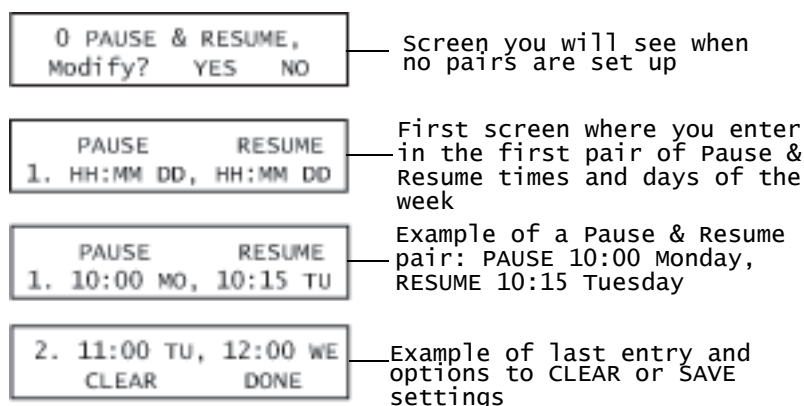 0 PAUSE & RESUME,
Modify? YES NO
Screen you will see when
no pairs are set up
PAUSE RESUME
1. HH:MM DD, HH:MM DD
First screen where you enter
in the first pair of Pause &
Resume times and days of the
week
PAUSE RESUME
1. 10:00 MO, 10:15 TU
Example of a Pause & Resume
pair: PAUSE 10:00 Monday,
RESUME 10:15 Tuesday
2. 11:00 TU, 12:00 WE
CLEAR DONE
Example of last entry and
options to CLEAR or SAVE
settings